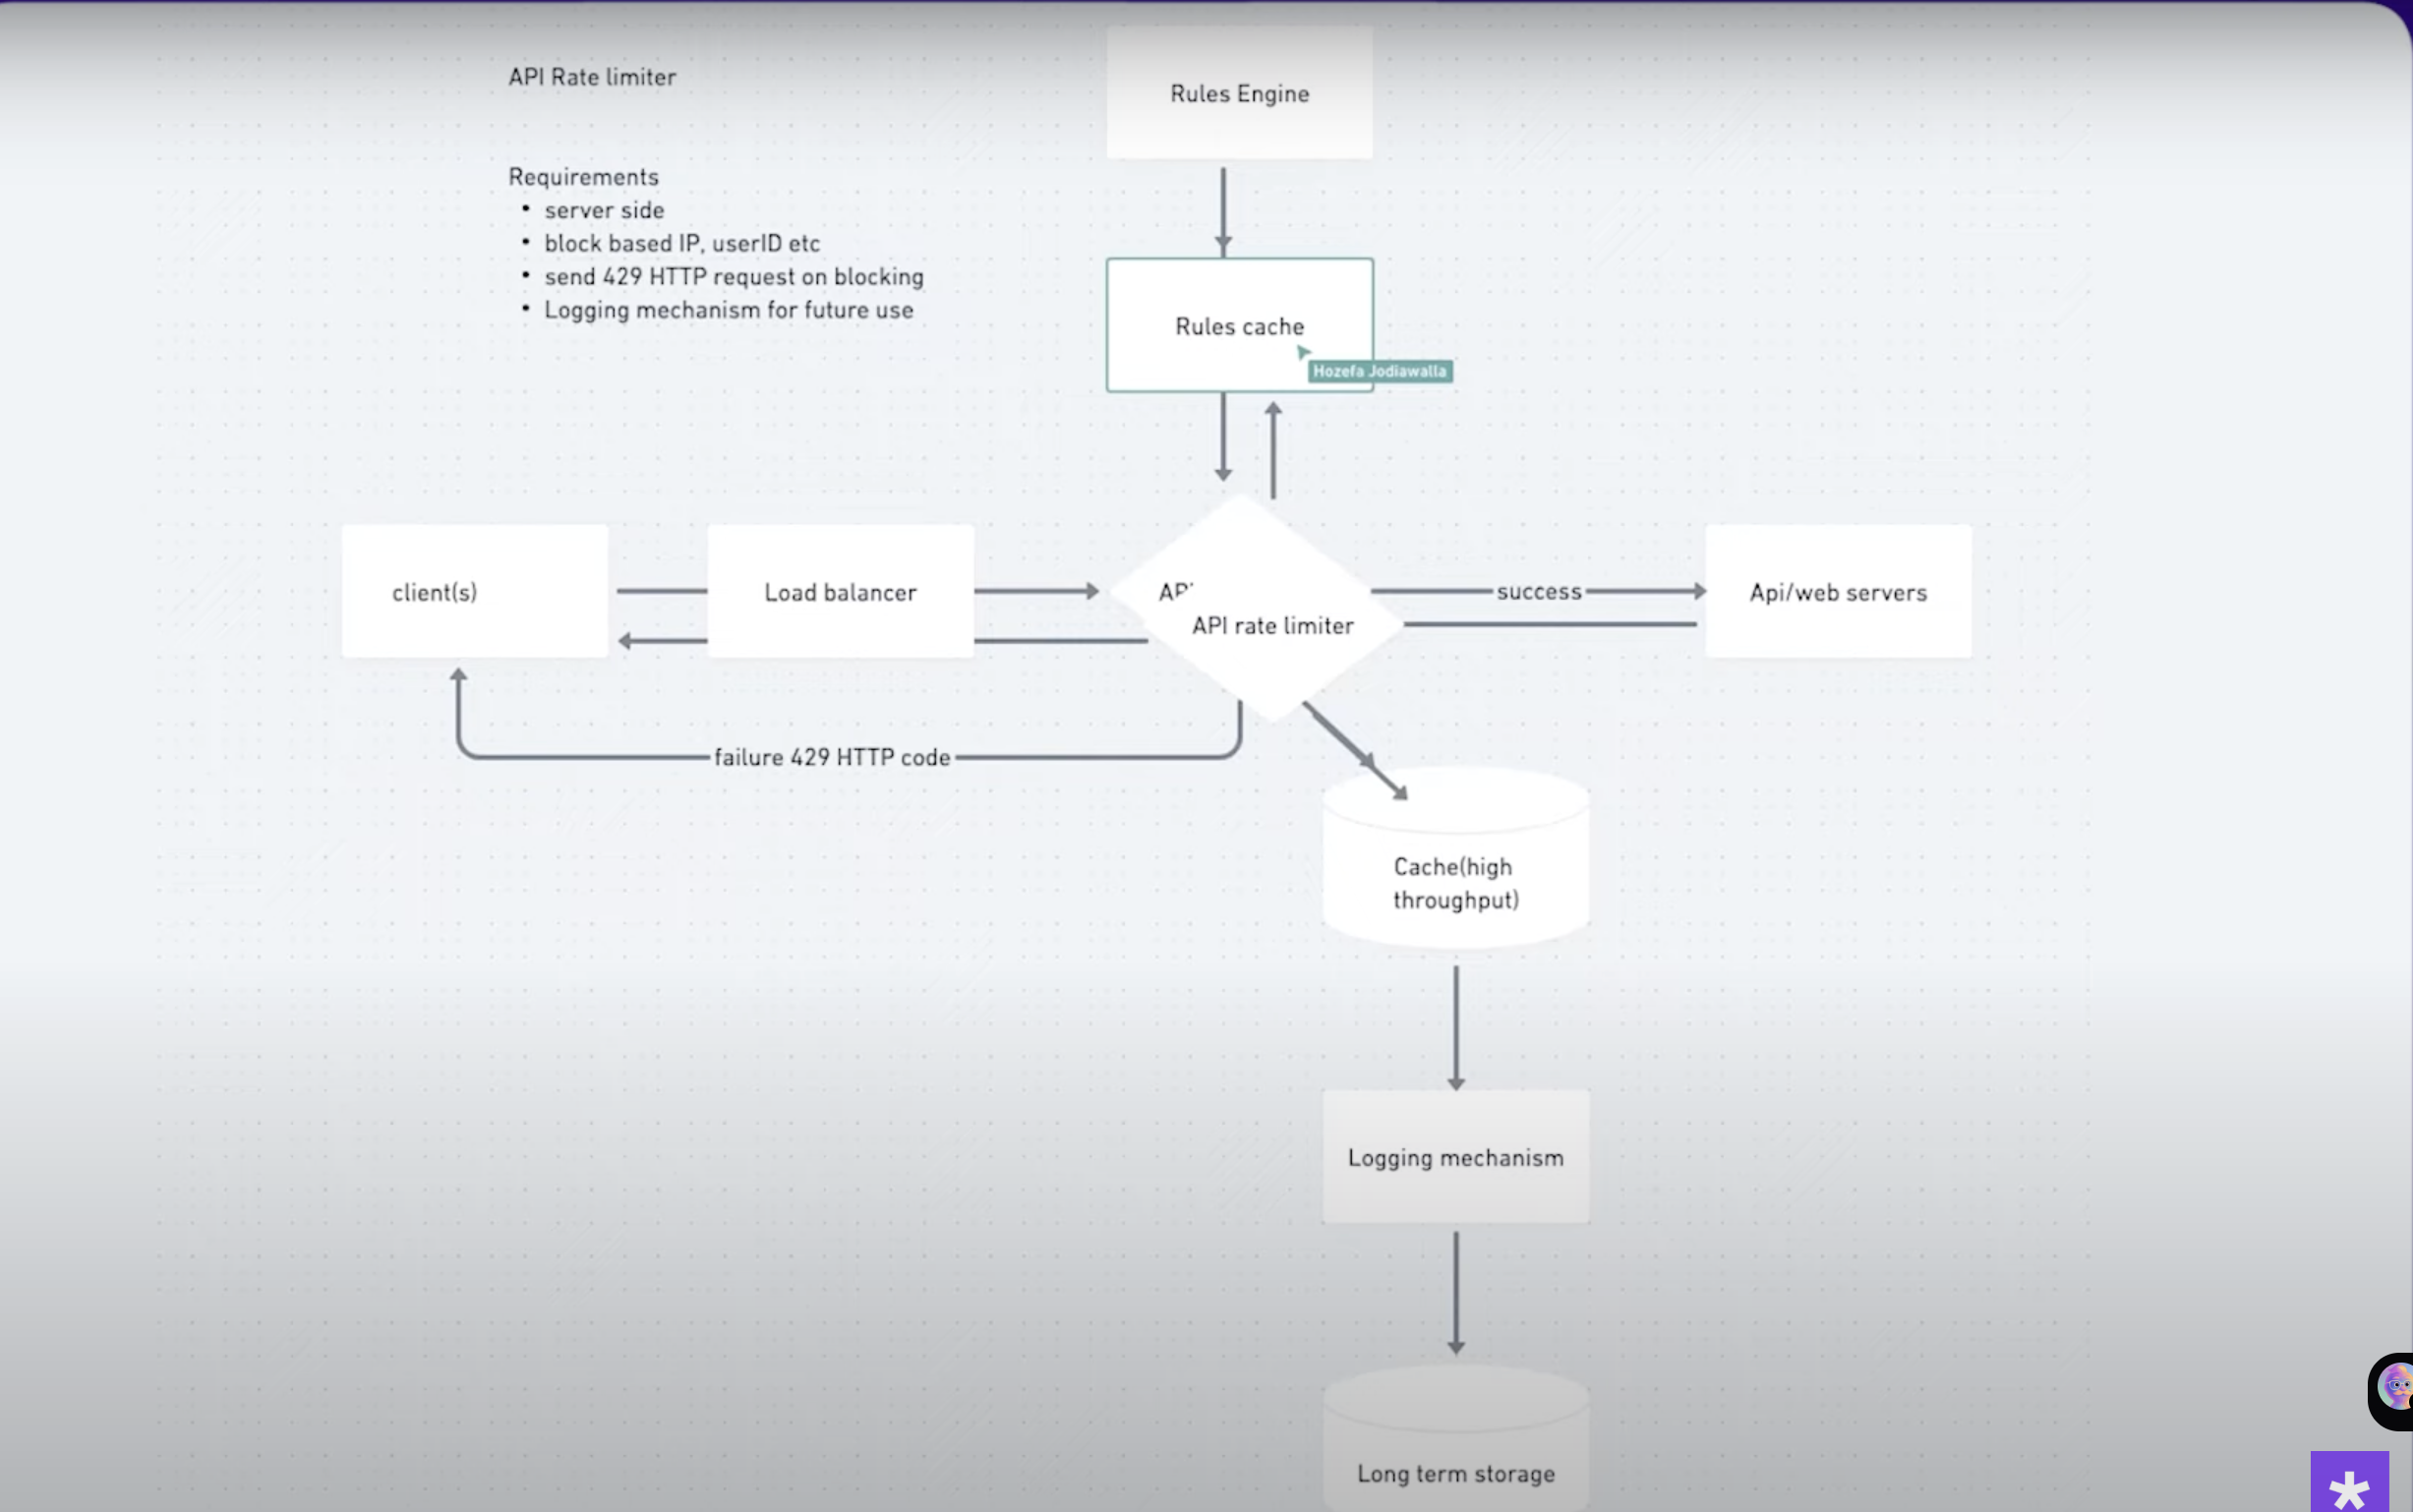 API Rate limiter
Rules Engine
Requirements
• server side
• block based IP, userID etc
• send 429 HTTP request on blocking
• Logging mechanism for future use
Rules cache
Hozefa Jodiawalla
client(s)
Load balancer
API rate limiter
success
Api/web servers
failure 429 HTTP code
Cache(high
throughput)
Logging mechanism
Long term storage